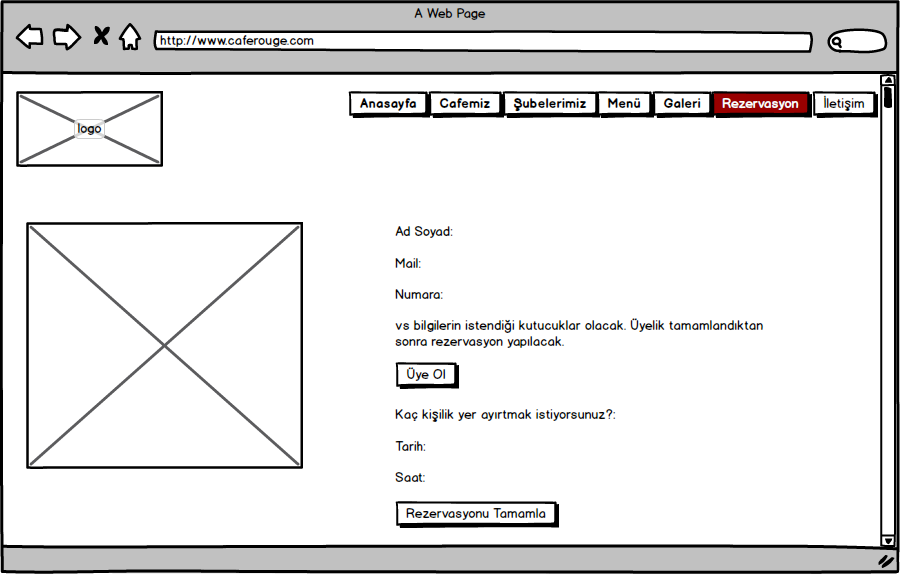 A Web Page
http://www.caferouge.com
logo
Anasayfa Cafemiz Şubelerimiz Menü Galeri Rezervasyon İletişim
Ad Soyad:
Mail:
Numara:
vs bilgilerin istendiği kutucuklar olacak. Üyelik tamamlandıktan
sonra rezervasyon yapılacak.
Üye Ol
Kaç kişilik yer ayırtmak istiyorsunuz?:
Tarih:
Saat:
Rezervasyonu Tamamla